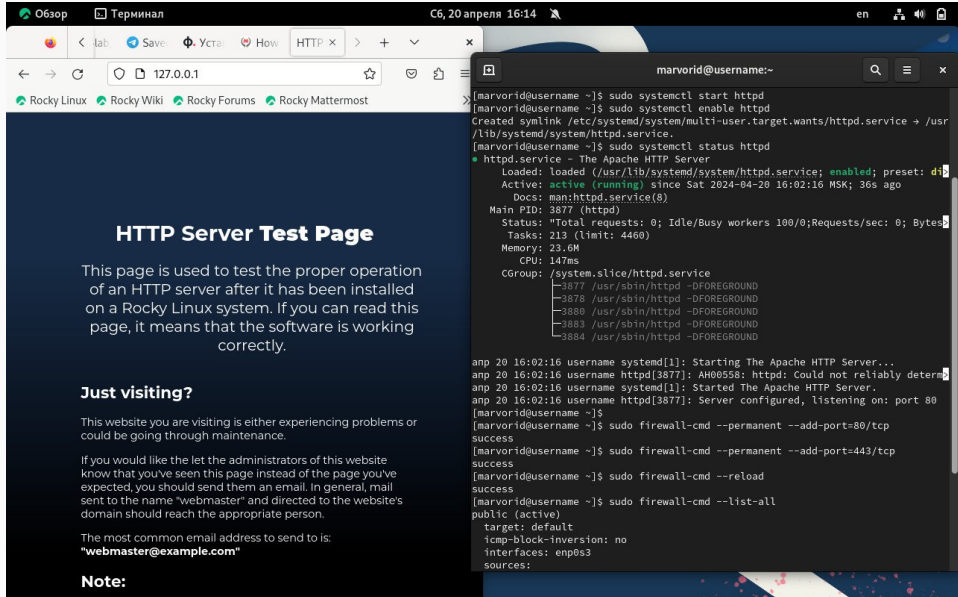 Обзор
Терминал
Сб, 20 апреля 16:14
en
Save
Ф. Уста
How
HTTP
127.0.0.1
Rocky Linux
Rocky Wiki
Rocky Forums
Rocky Mattermost
HTTP Server Test Page
This page is used to test the proper operation
of an HTTP server after it has been installed
on a Rocky Linux system. If you can read this
page, it means that the software is working
correctly.
Just visiting?
This website you are visiting is either experiencing problems or
could be going through maintenance.
If you would like the let the administrators of this website
know that you've seen this page instead of the page you've
expected, you should send them an email. In general, mail
sent to the name "webmaster" and directed to the website's
domain should reach the appropriate person.
The most common email address to send to is:
"webmaster@example.com"
Note:
marvorid@username:~
[marvorid@username ~]$ sudo systemctl start httpd
[marvorid@username ~]$ sudo systemctl enable httpd
Created symlink /etc/systemd/system/multi-user.target.wants/httpd.service → /usr
/lib/systemd/system/httpd.service.
[marvorid@username ~]$ sudo systemctl status httpd
● httpd.service - The Apache HTTP Server
Loaded: loaded (/usr/lib/systemd/system/httpd.service; enabled; preset: di>
Active: active (running) since Sat 2024-04-20 16:02:16 MSK; 36s ago
Docs: man:httpd.service(8)
Main PID: 3877 (httpd)
Status: "Total requests: 0; Idle/Busy workers 100/0;Requests/sec: 0; Bytes>
Tasks: 213 (limit: 4460)
Memory: 23.6M
CPU: 147ms
CGroup: /system.slice/httpd.service
├─3877 /usr/sbin/httpd -DFOREGROUND
├─3878 /usr/sbin/httpd -DFOREGROUND
├─3880 /usr/sbin/httpd -DFOREGROUND
├─3883 /usr/sbin/httpd -DFOREGROUND
└─3884 /usr/sbin/httpd -DFOREGROUND
апр 20 16:02:16 username systemd[1]: Starting The Apache HTTP Server...
апр 20 16:02:16 username httpd[3877]: AH00558: httpd: Could not reliably determ>
апр 20 16:02:16 username systemd[1]: Started The Apache HTTP Server.
апр 20 16:02:16 username httpd[3877]: Server configured, listening on: port 80
[marvorid@username ~]$
[marvorid@username ~]$ sudo firewall-cmd --permanent --add-port=80/tcp
success
[marvorid@username ~]$ sudo firewall-cmd --permanent --add-port=443/tcp
success
[marvorid@username ~]$ sudo firewall-cmd --reload
success
[marvorid@username ~]$ sudo firewall-cmd --list-all
public (active)
target: default
icmp-block-inversion: no
interfaces: enp0s3
sources: